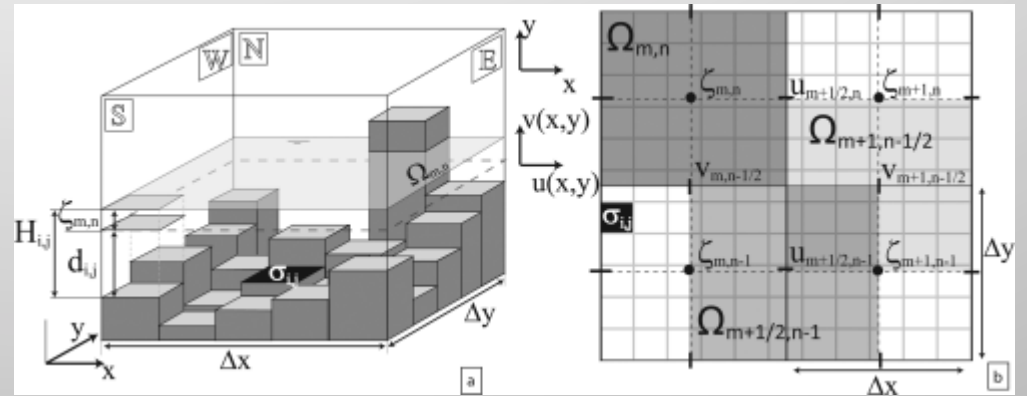 W
N
E
S
Ω_{m,n}
ζ_{m,n}
H_{i,j}
d_{i,j}
σ_{i,j}
y
x
Δx
Δy
a
y
x
v(x,y)
u(x,y)
Ω_{m,n}
ζ_{m,n} u_{m+1/2,n} ζ_{m+1,n}
Ω_{m+1,n-1/2}
v_{m,n-1/2} v_{m+1,n-1/2}
σ_{i,j}
ζ_{m,n-1} u_{m+1/2,n-1} ζ_{m+1,n-1}
Δy
Ω_{m+1/2,n-1}
Δx
b